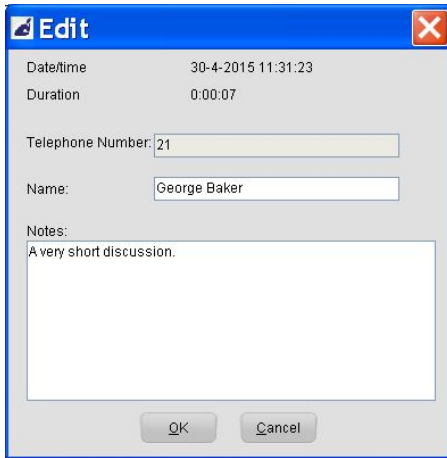 Edit
Date/time 30-4-2015 11:31:23
Duration 0:00:07
Telephone Number: 21
Name: George Baker
Notes:
A very short discussion.
OK Cancel